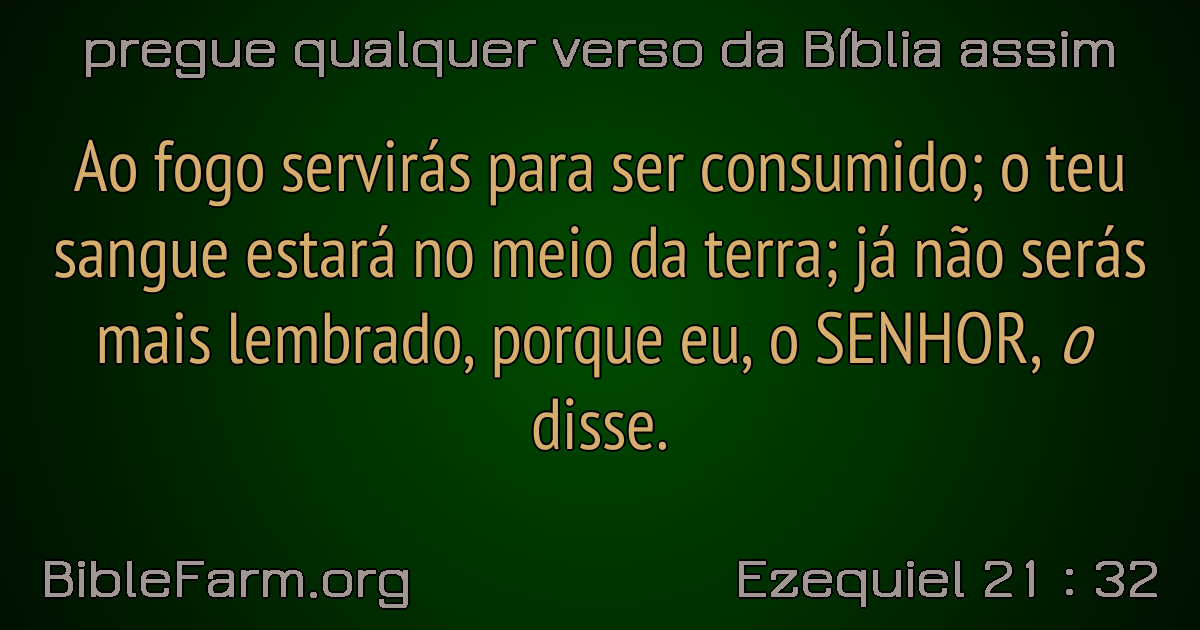 pregue qualquer verso da Bíblia assim
Ao fogo servirás para ser consumido; o teu
sangue estará no meio da terra; já não serás
mais lembrado, porque eu, o SENHOR, o
disse.
BibleFarm.org
Ezequiel 21 : 32